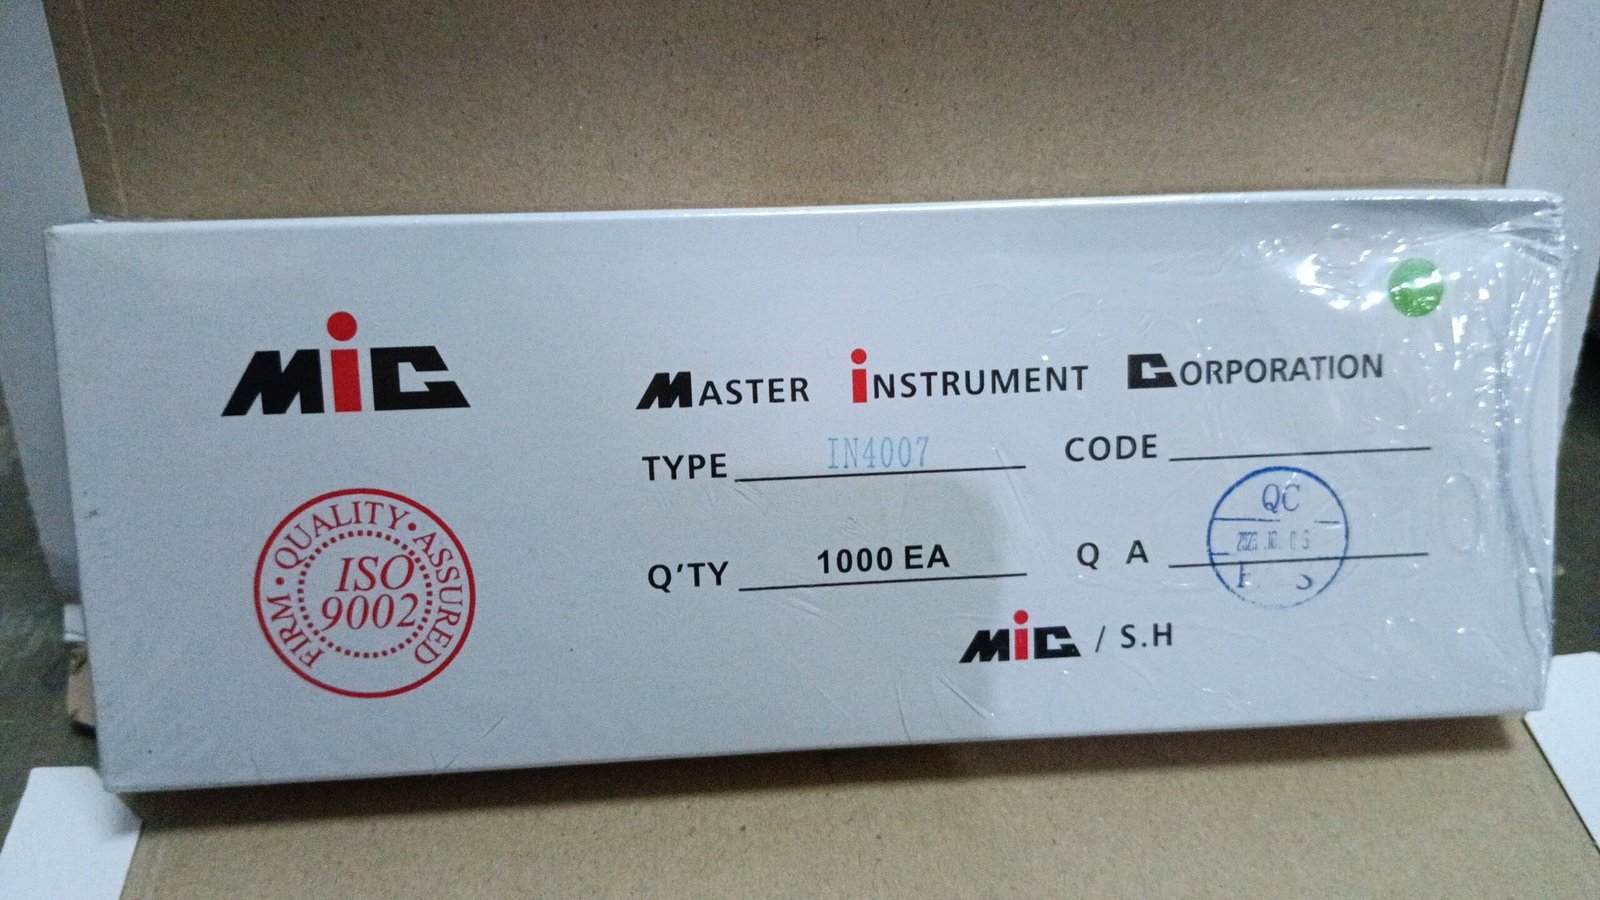 MiC
MASTER iNSTRUMENT CORPORATION
TYPE IN4007
CODE
Q'TY 1000 EA
Q A
QC
FIRM • QUALITY • ASSURED
ISO
9002
MiC / S.H